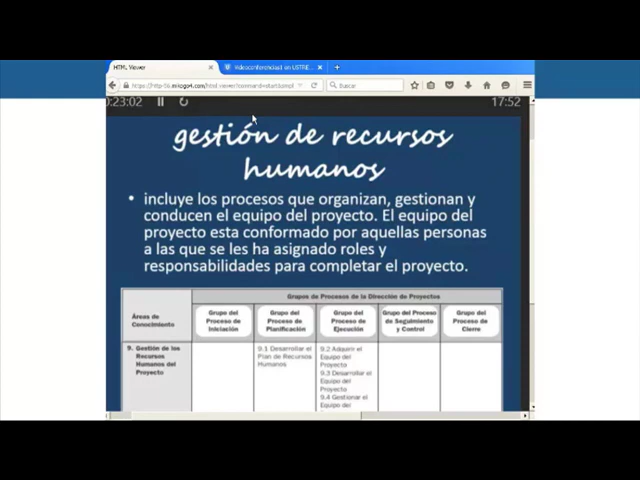 HTML Viewer
Videoconferencias1 en USTRE...
Buscar
0:23:02
17:52
gestión de recursos
humanos
• incluye los procesos que organizan, gestionan y
conducen el equipo del proyecto. El equipo del
proyecto esta conformado por aquellas personas
a las que se les ha asignado roles y
responsabilidades para completar el proyecto.
Grupos de Procesos de la Dirección de Proyectos
Áreas de
Conocimiento
Grupo del
Proceso de
Iniciación
Grupo del
Proceso de
Planificación
Grupo del
Proceso de
Ejecución
Grupo del Proceso
de Seguimiento
y Control
Grupo del
Proceso de
Cierre
9. Gestión de los
Recursos
Humanos del
Proyecto
9.1 Desarrollar el
Plan de Recursos
Humanos
9.2 Adquirir el
Equipo del
Proyecto
9.3 Desarrollar el
Equipo del
Proyecto
9.4 Gestionar el
Equipo del